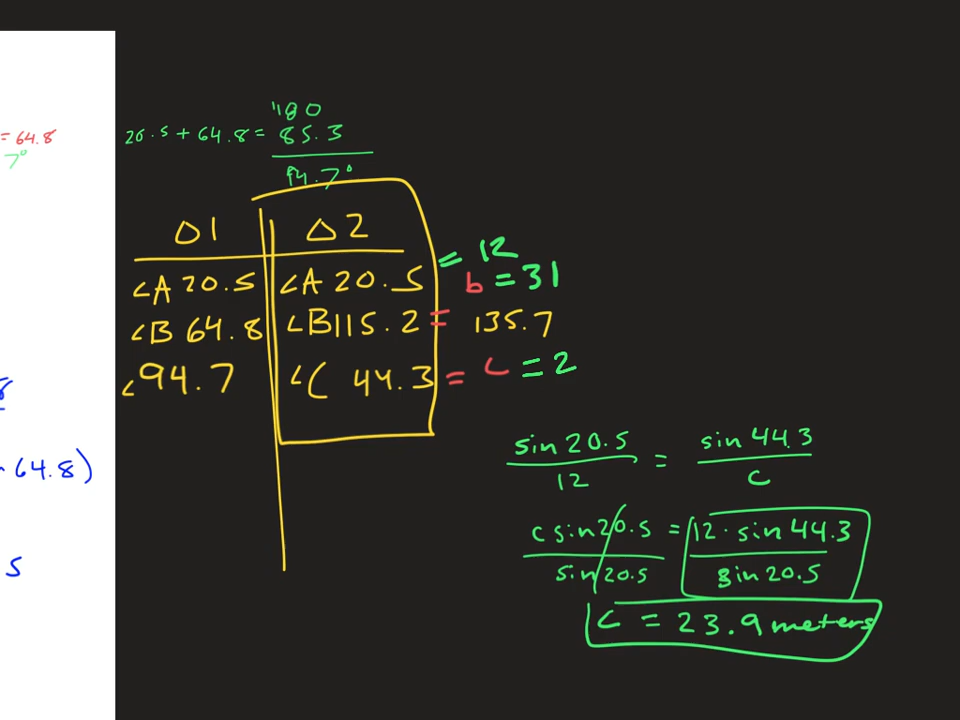 = 64.8
7°
20.5 + 64.8 = 85.3
180
94.7°
△1 △2
∠A 20.5 ∠A 20.5 = 12
b = 31
∠B 64.8 ∠B 115.2 = 135.7
∠94.7 ∠C 44.3 = c = 2
64.8)
5
sin 20.5 / 12 = sin 44.3 / c
c sin 20.5 / sin 20.5 = 12 · sin 44.3 / sin 20.5
c = 23.9 meters